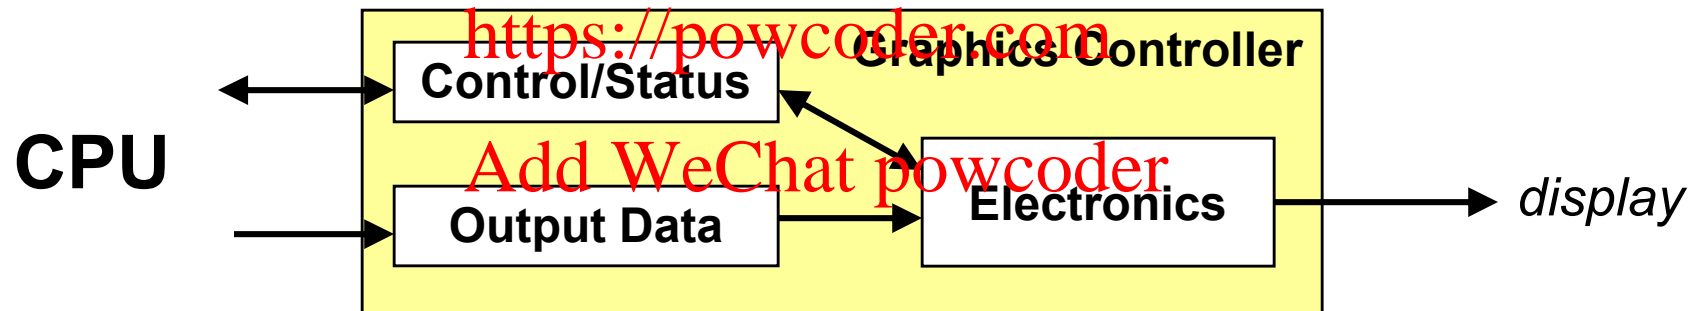 https://powcoder.com
Graphics Controller
Control/Status
CPU
Add WeChat powcoder
Electronics
display
Output Data